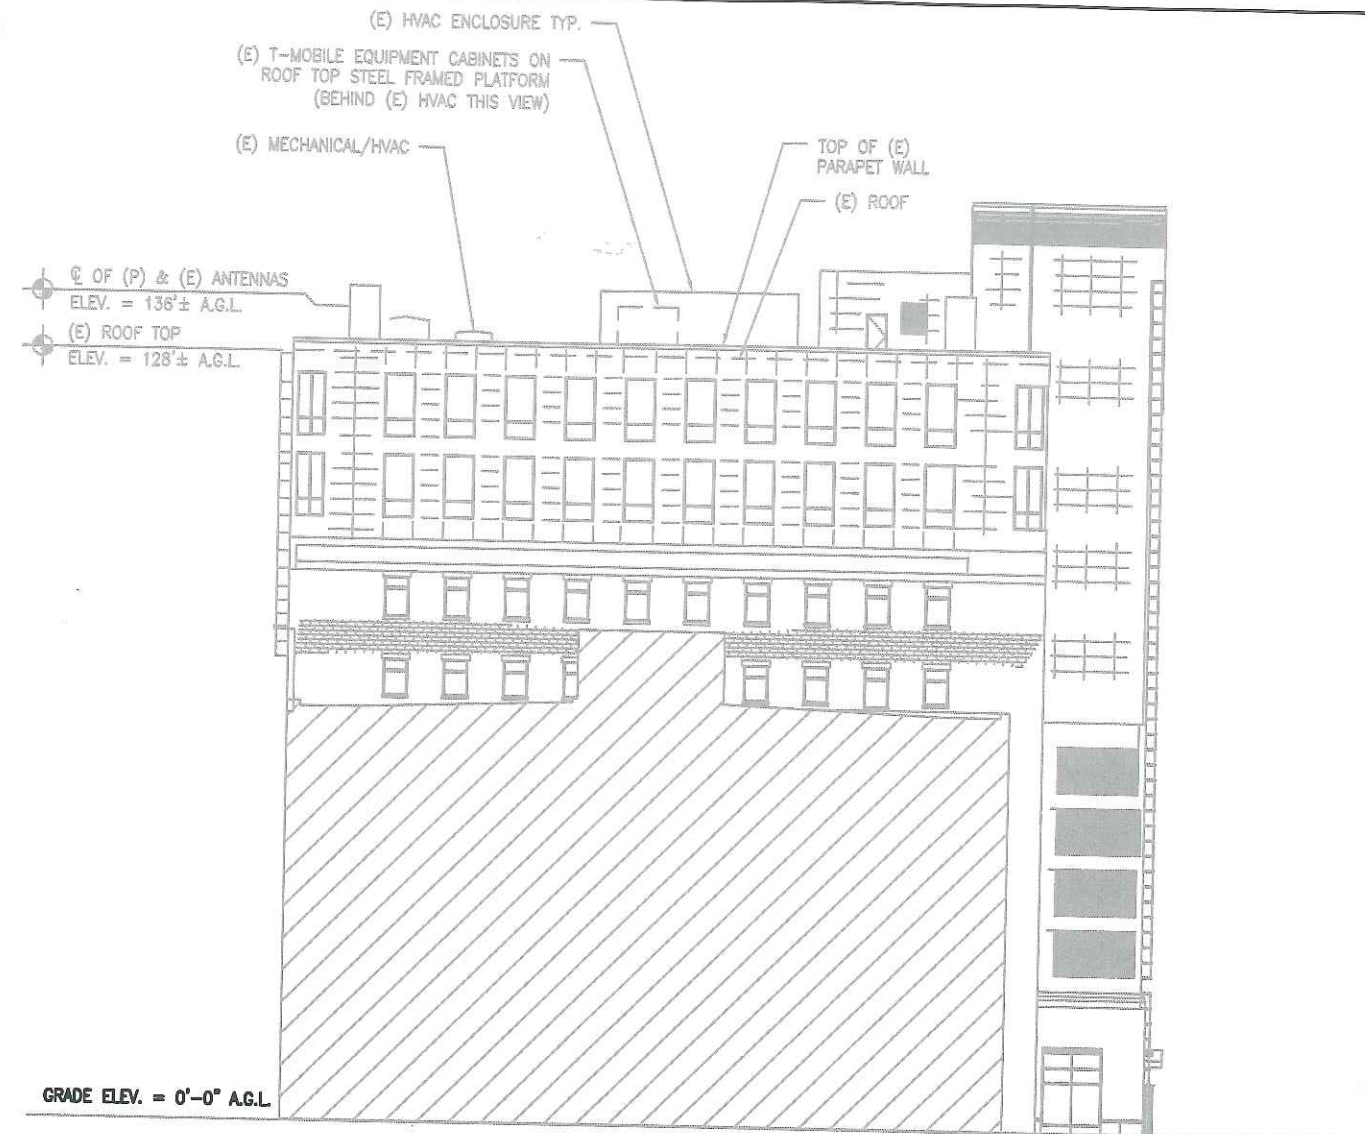 (E) HVAC ENCLOSURE TYP.
(E) T-MOBILE EQUIPMENT CABINETS ON
ROOF TOP STEEL FRAMED PLATFORM
(BEHIND (E) HVAC THIS VIEW)
(E) MECHANICAL/HVAC
TOP OF (E)
PARAPET WALL
(E) ROOF
℄ OF (P) & (E) ANTENNAS
ELEV. = 136'± A.G.L.
(E) ROOF TOP
ELEV. = 128'± A.G.L.
GRADE ELEV. = 0'-0" A.G.L.